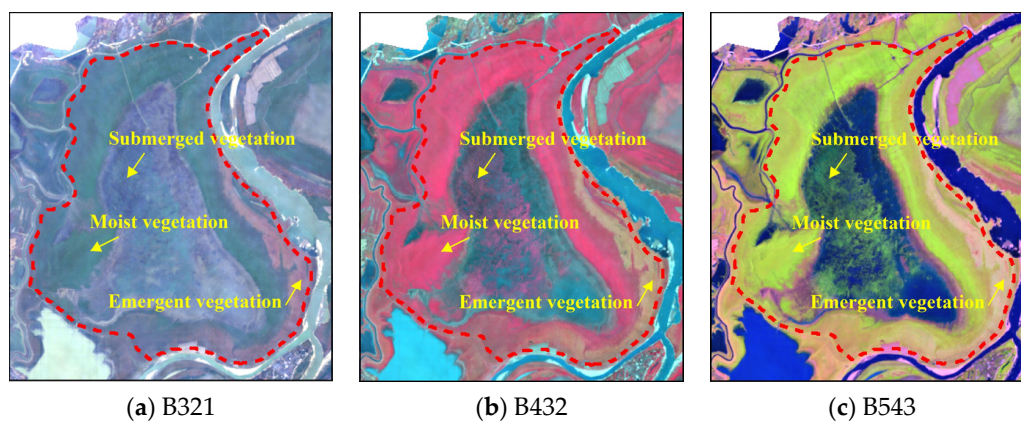 Submerged vegetation
Moist vegetation
Emergent vegetation
Submerged vegetation
Moist vegetation
Emergent vegetation
Submerged vegetation
Moist vegetation
Emergent vegetation
(a) B321
(b) B432
(c) B543